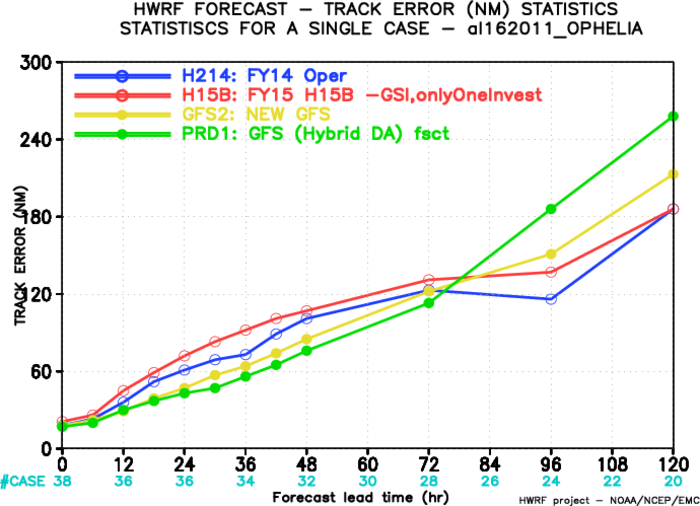 HWRF FORECAST – TRACK ERROR (NM) STATISTICS
STATISTISCS FOR A SINGLE CASE – al162011_OPHELIA
300
H214: FY14 Oper
H15B: FY15 H15B –GSI,onlyOneInvest
GFS2: NEW GFS
PRD1: GFS (Hybrid DA) fsct
240
180
120
60
0
TRACK ERROR (NM)
0 12 24 36 48 60 72 84 96 108 120
#CASE 38 36 36 34 32 30 28 26 24 22 20
Forecast lead time (hr)
HWRF project – NOAA/NCEP/EMC